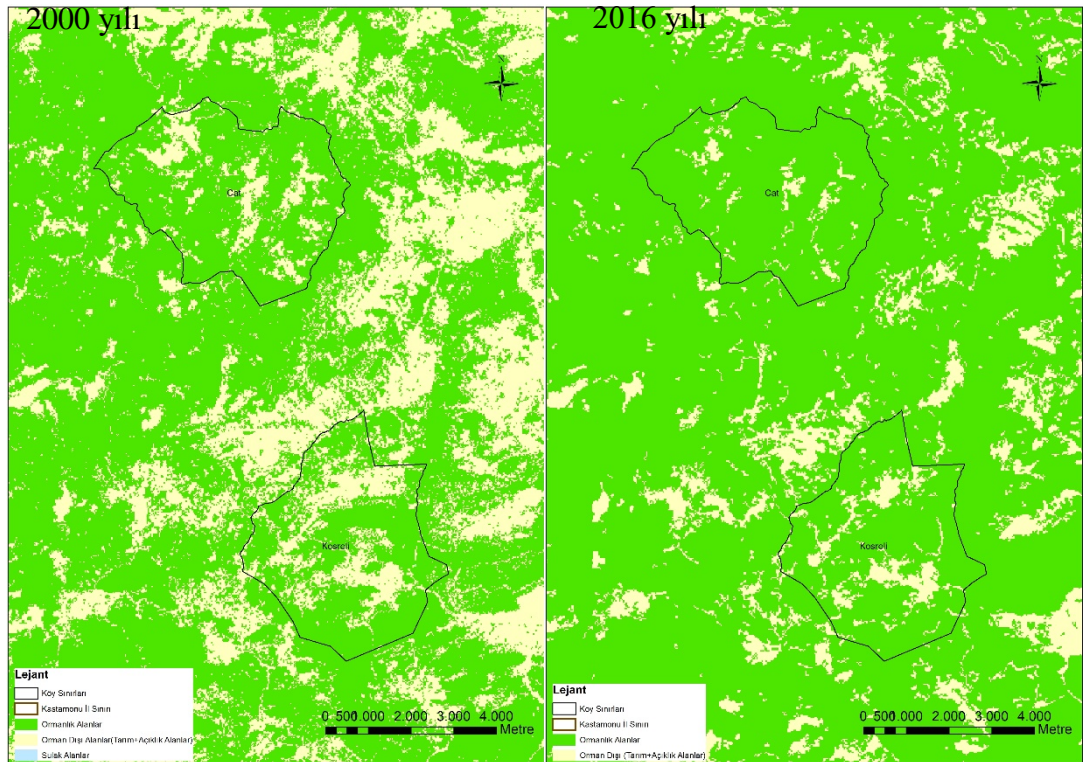 2000 yılı
N
Cat
Kosreli
Lejant
Köy Sınırları
Kastamonu İl Sınırı
Ormanlık Alanlar
Orman Dışı Alanlar(Tarım+Açıklık Alanlar)
Sulak Alanlar
0 500 1.000 2.000 3.000 4.000
Metre
2016 yılı
N
Cat
Kosreli
Lejant
Köy Sınırları
Kastamonu İl Sınırı
Ormanlık Alanlar
Orman Dışı (Tarım+Açıklık Alanlar)
0 500 1.000 2.000 3.000 4.000
Metre